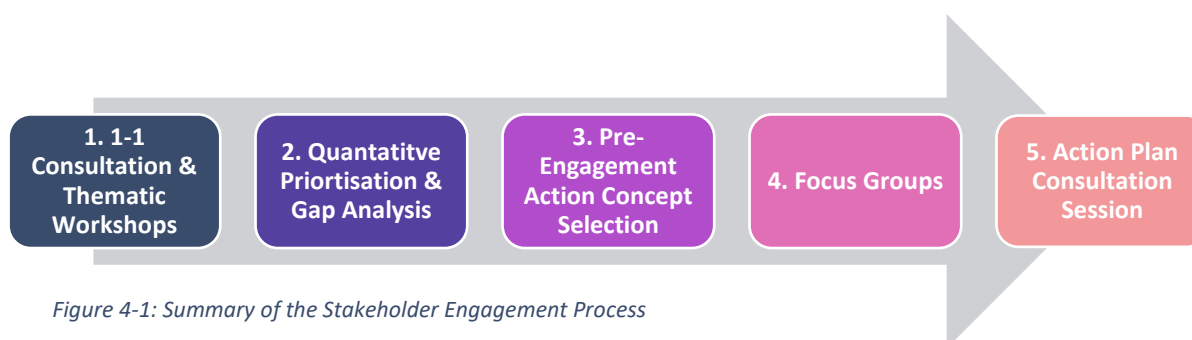 1. 1-1
Consultation &
Thematic
Workshops
2. Quantatitve
Priortisation &
Gap Analysis
3. Pre-
Engagement
Action Concept
Selection
4. Focus Groups
5. Action Plan
Consultation
Session
Figure 4-1: Summary of the Stakeholder Engagement Process